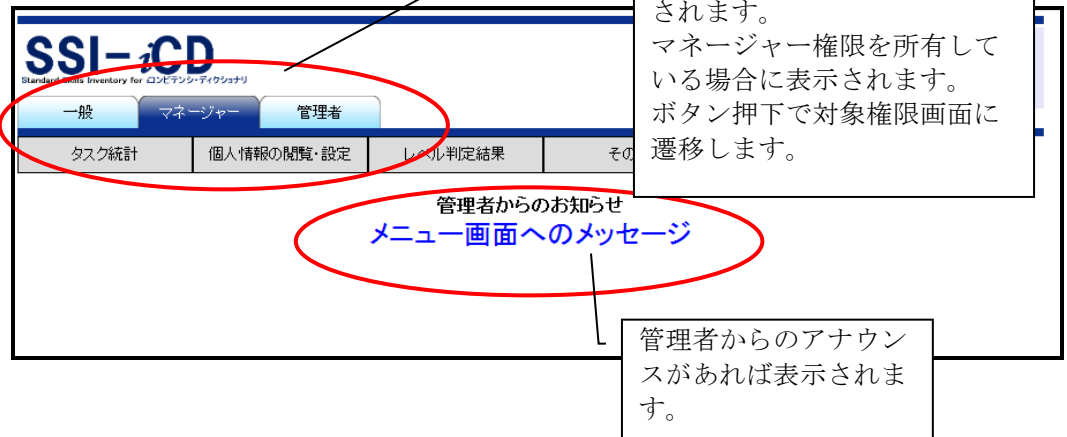 されます。
マネージャー権限を所有して
いる場合に表示されます。
ボタン押下で対象権限画面に
遷移します。
SSI-iCD
Standard Skills Inventory for コンピテンシ・ディクショナリ
一般 マネージャー 管理者
タスク統計 個人情報の閲覧・設定 レベル判定結果 その
管理者からのお知らせ
メニュー画面へのメッセージ
管理者からのアナウン
スがあれば表示されま
す。